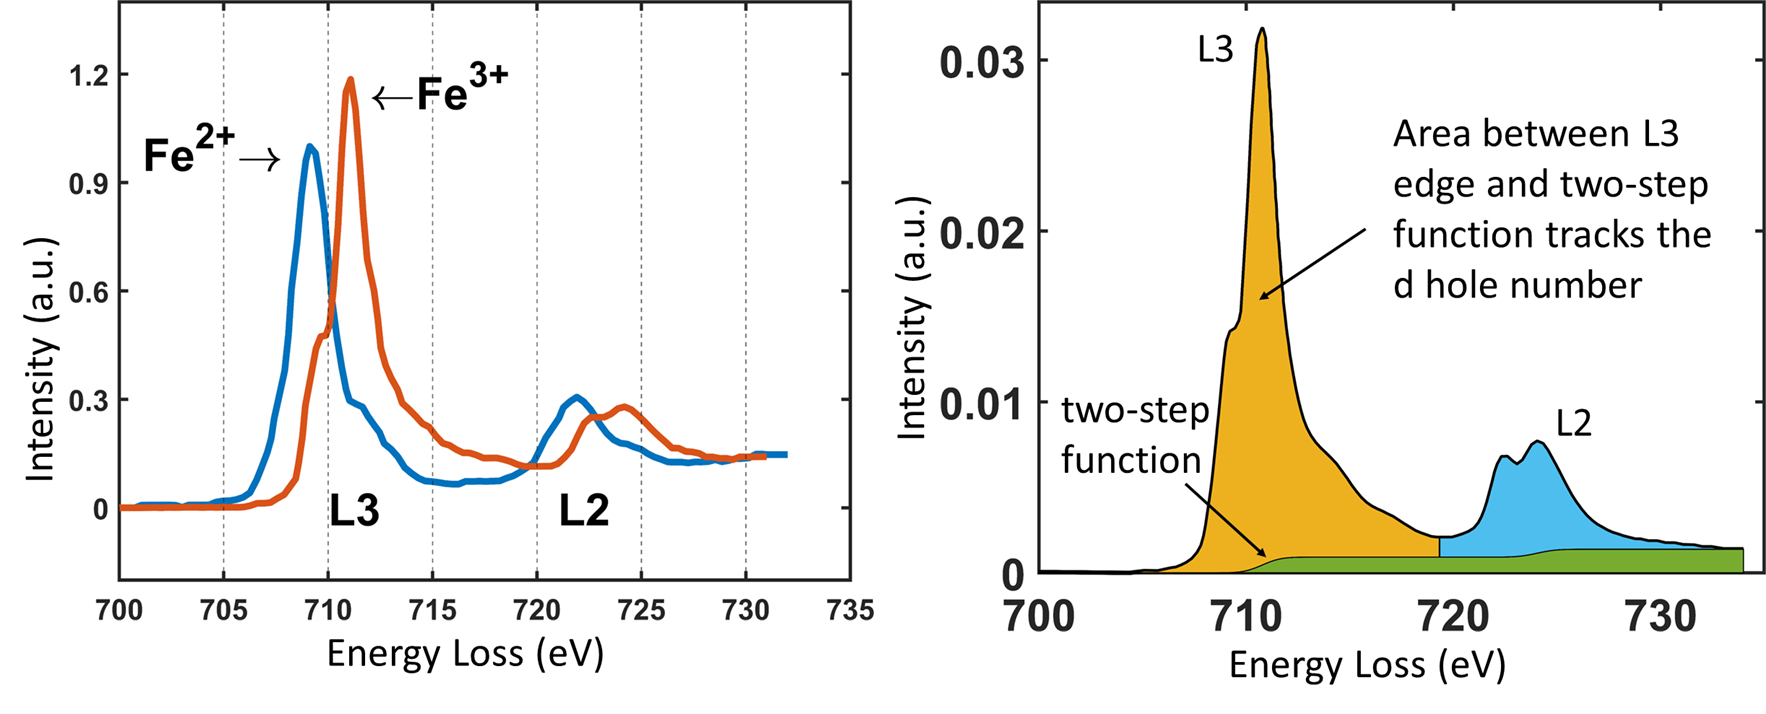 1.2
0.9
0.6
0.3
0
Intensity (a.u.)
Fe2+→
←Fe3+
L3
L2
700 705 710 715 720 725 730 735
Energy Loss (eV)
0.03
0.02
0.01
0
Intensity (a.u.)
L3
Area between L3
edge and two-step
function tracks the
d hole number
two-step
function
L2
700 710 720 730
Energy Loss (eV)